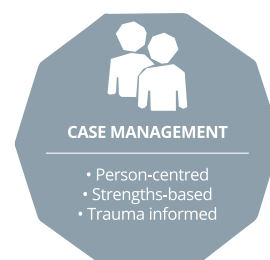 CASE MANAGEMENT
• Person-centred
• Strengths-based
• Trauma informed